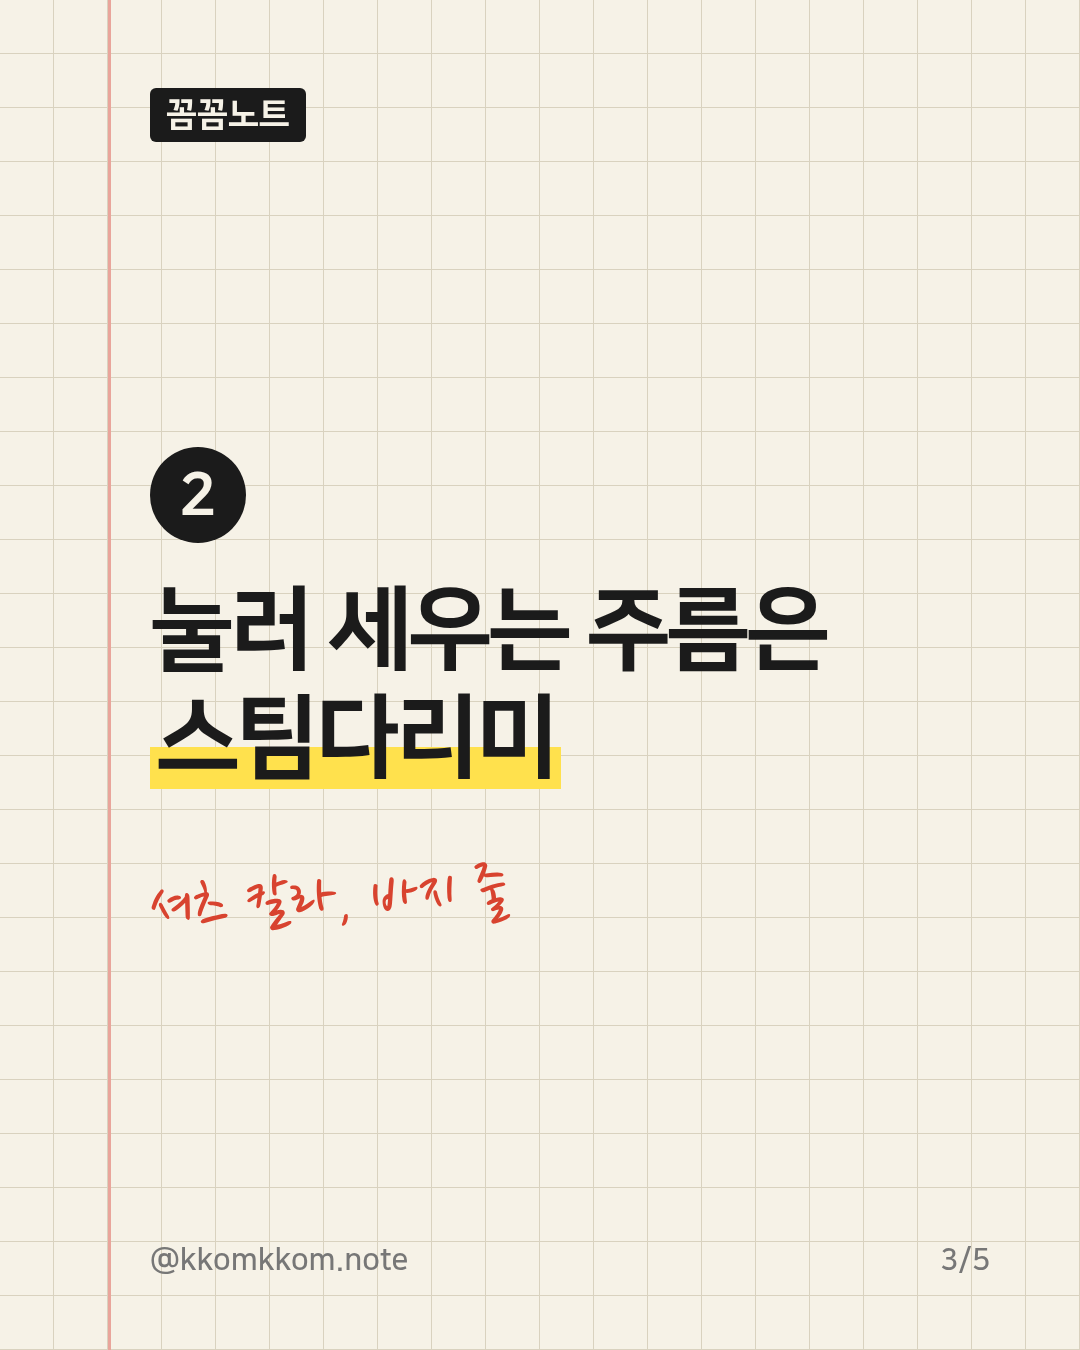 꼼꼼노트
2
눌러 세우는 주름은
스팀다리미
셔츠 칼라, 바지 줄
@kkomkkom.note
3/5